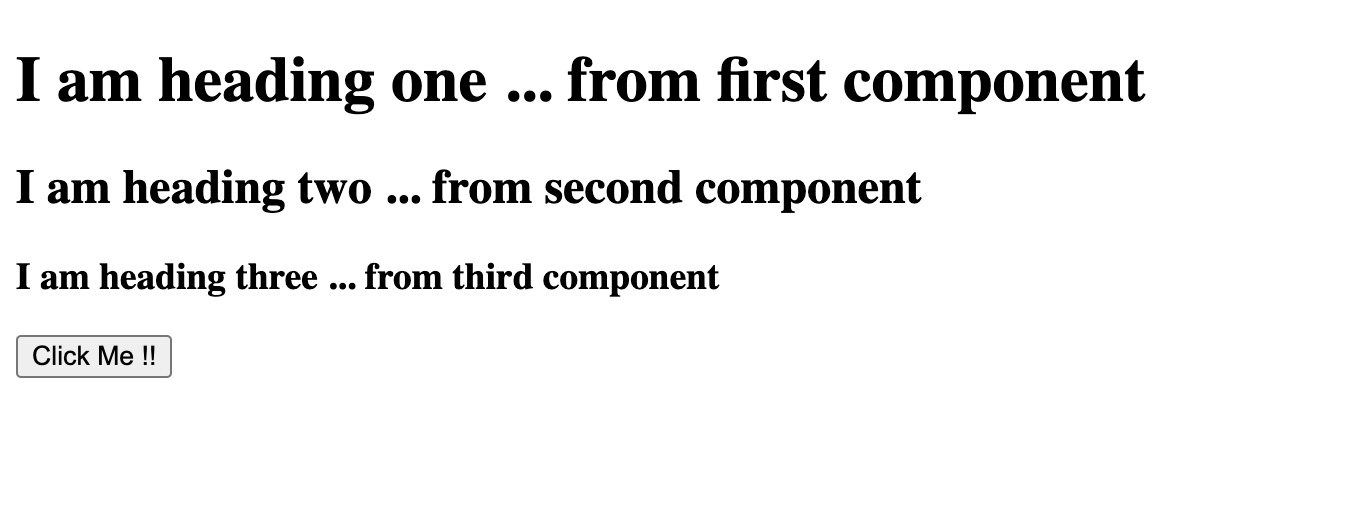 I am heading one ... from first component
I am heading two ... from second component
I am heading three ... from third component
Click Me !!